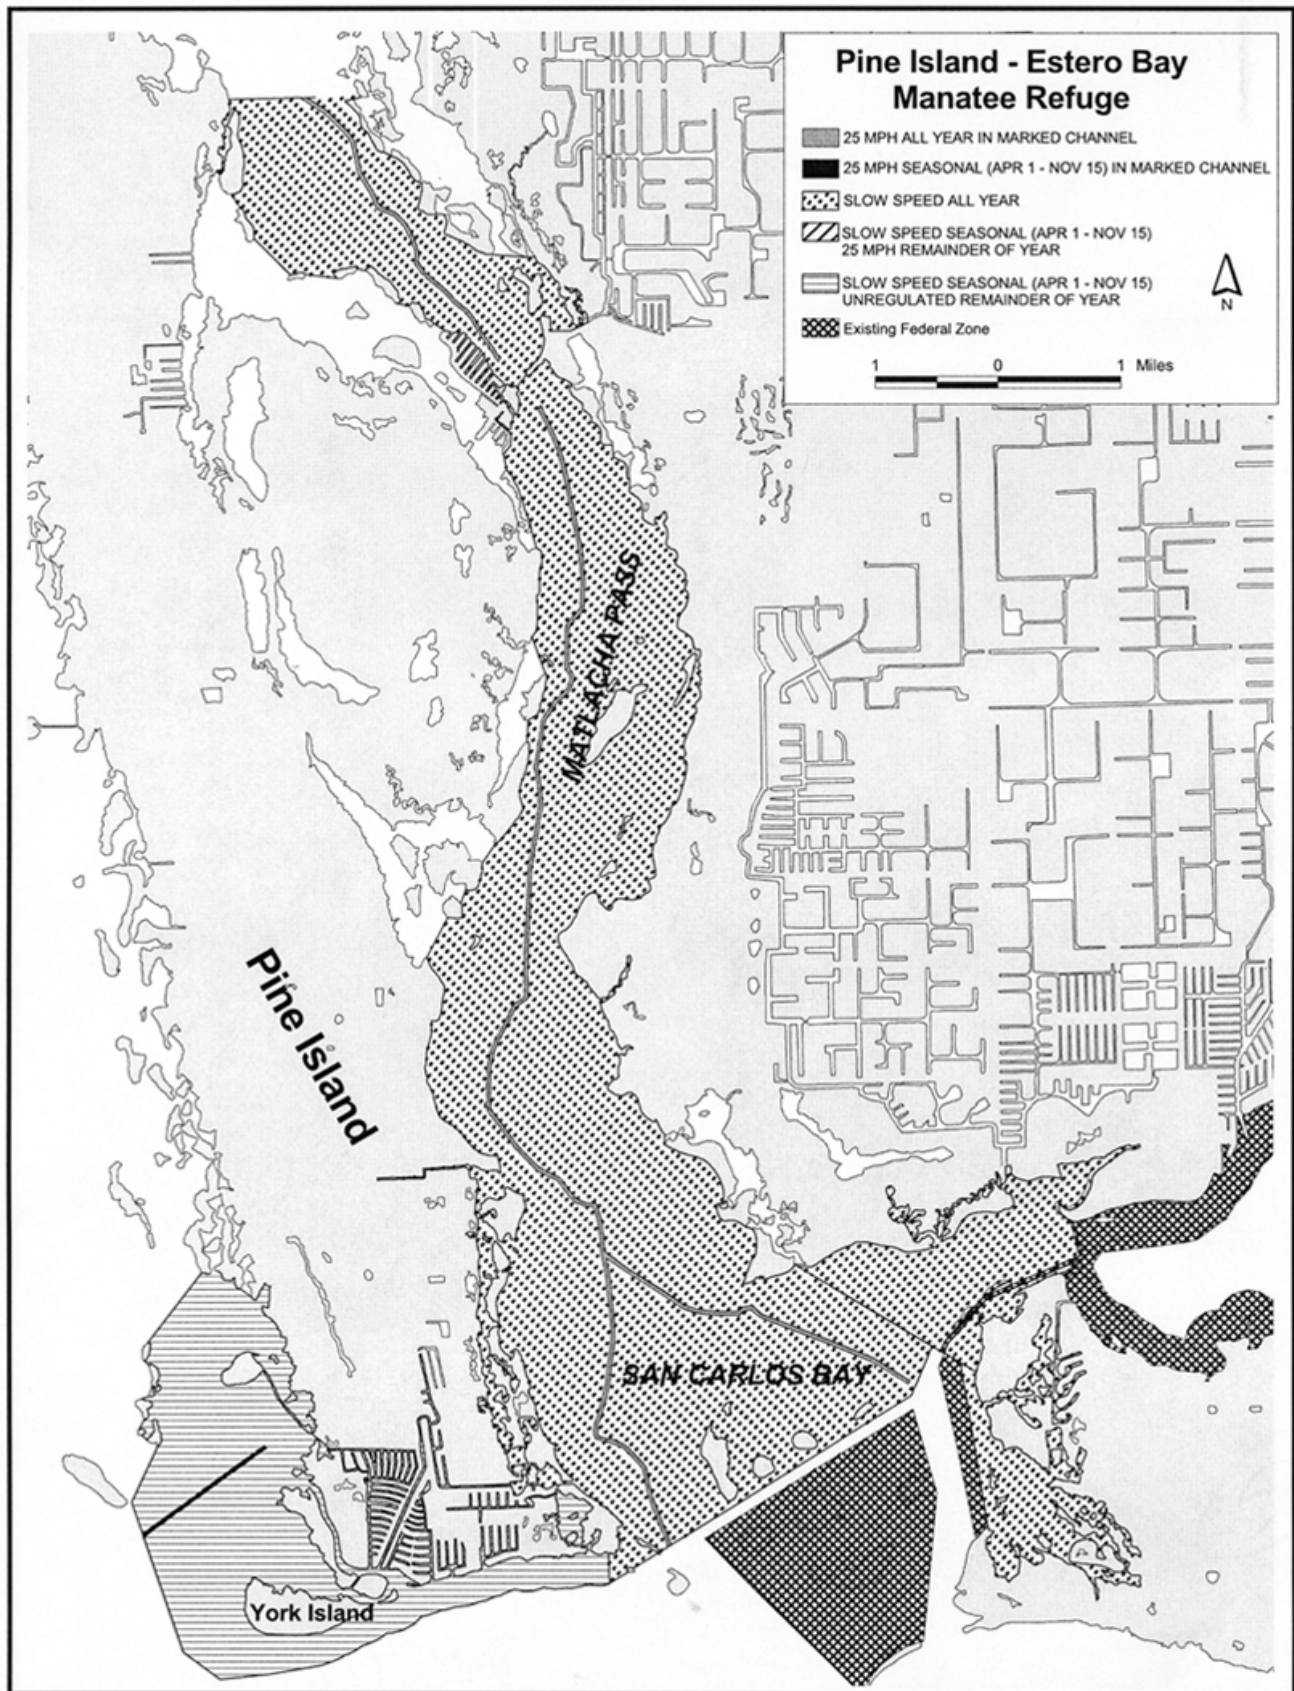 Pine Island - Estero Bay
Manatee Refuge
25 MPH ALL YEAR IN MARKED CHANNEL
25 MPH SEASONAL (APR 1 - NOV 15) IN MARKED CHANNEL
SLOW SPEED ALL YEAR
SLOW SPEED SEASONAL (APR 1 - NOV 15)
25 MPH REMAINDER OF YEAR
SLOW SPEED SEASONAL (APR 1 - NOV 15)
UNREGULATED REMAINDER OF YEAR
Existing Federal Zone
N
1 0 1 Miles
MATLACHA PASS
Pine Island
SAN CARLOS BAY
York Island